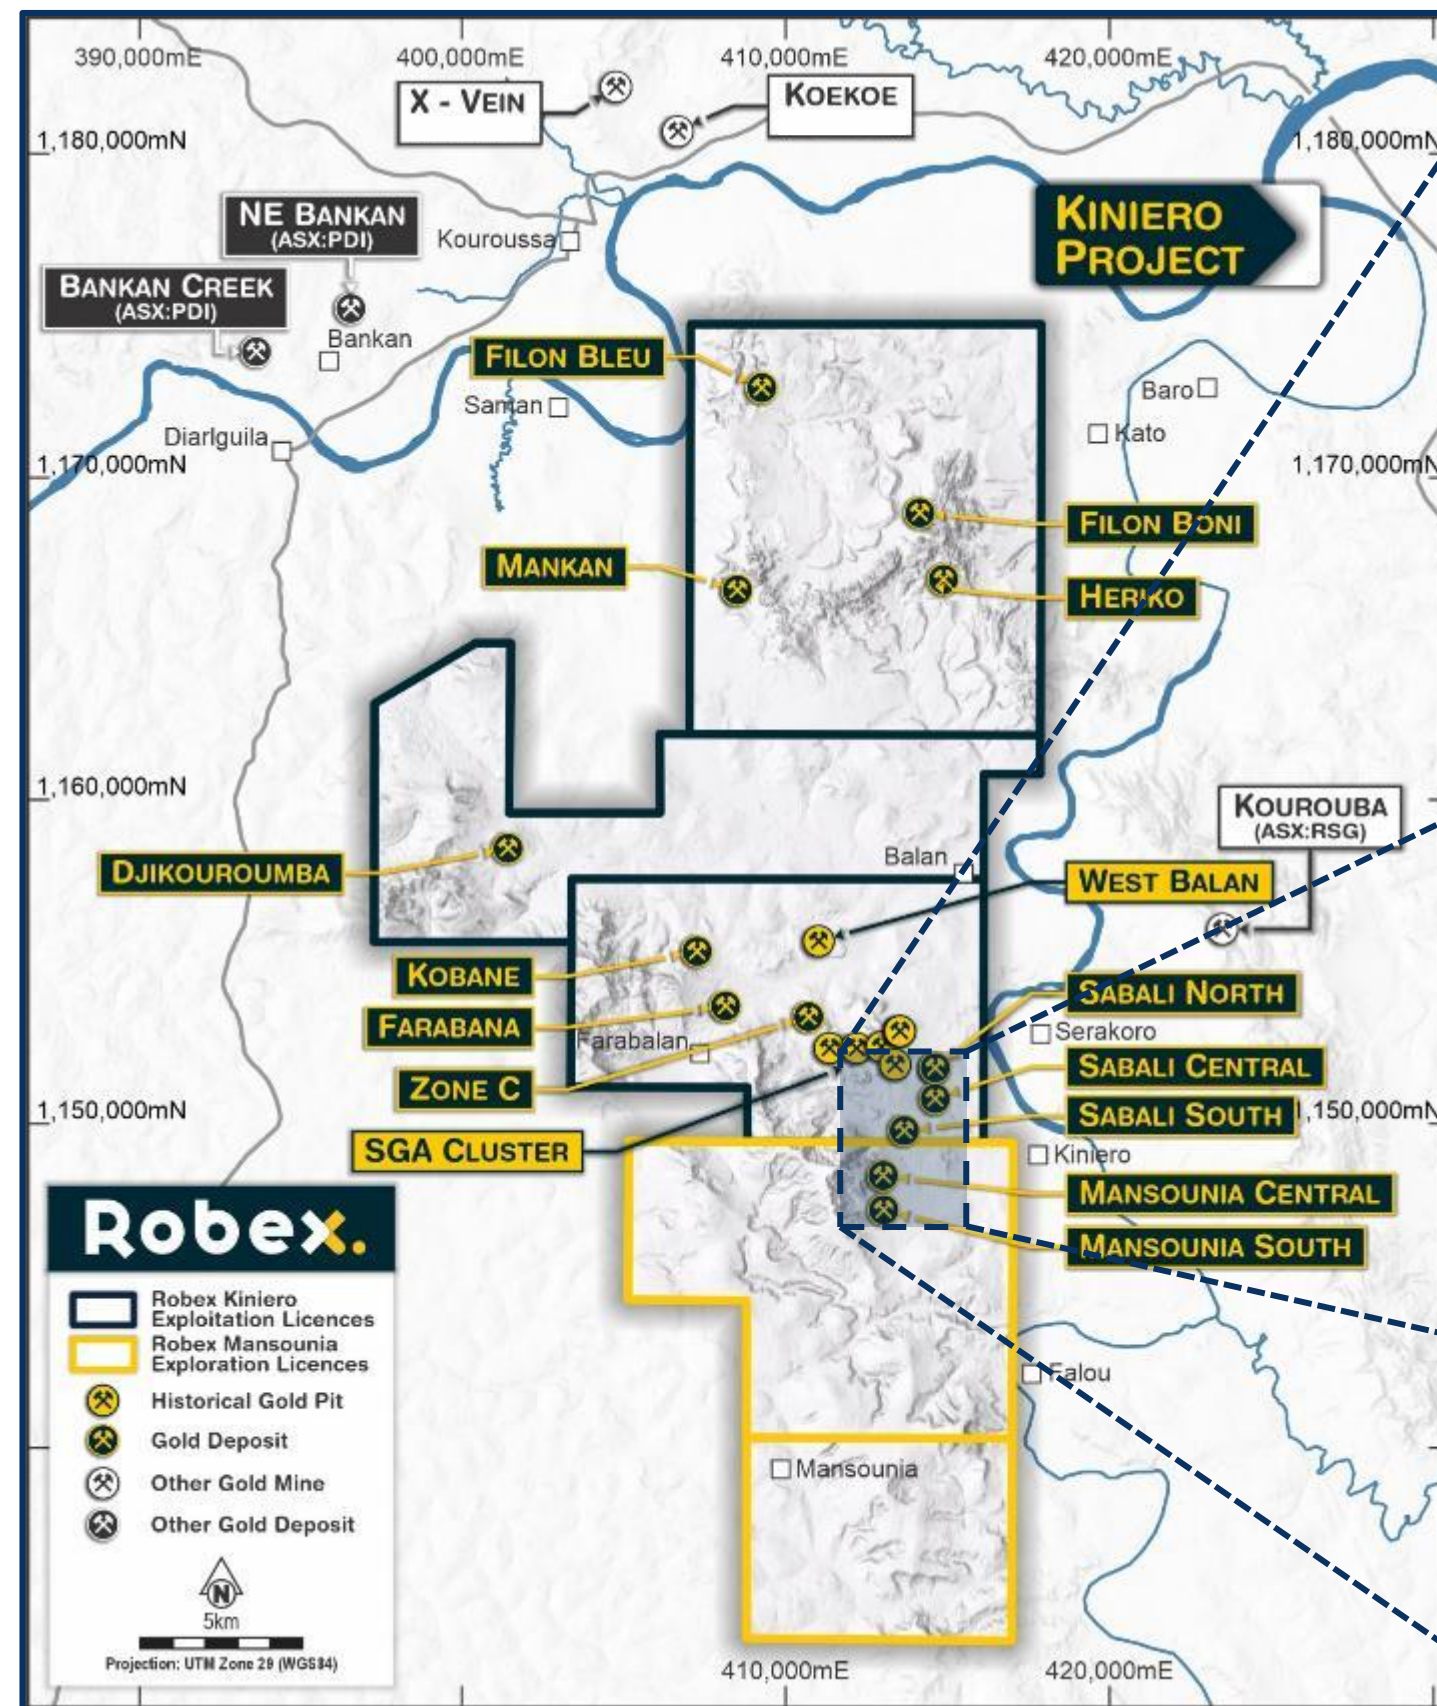 390,000mE
400,000mE
410,000mE
420,000mE
X - VEIN
KOEKOE
1,180,000mN
1,180,000mN
NE BANKAN
(ASX:PDI)
Kouroussa
KINIERO
PROJECT
BANKAN CREEK
(ASX:PDI)
Bankan
FILON BLEU
Saman
Baro
Kato
Diarlguila
1,170,000mN
1,170,000mN
FILON BONI
MANKAN
HERIKO
1,160,000mN
KOUROUBA
(ASX:RSG)
Balan
DJIKOUROUMBA
WEST BALAN
KOBANE
SABALI NORTH
FARABANA
Farabalan
Serakoro
ZONE C
SABALI CENTRAL
1,150,000mN
SABALI SOUTH
1,150,000mN
SGA CLUSTER
Kiniero
MANSOUNIA CENTRAL
MANSOUNIA SOUTH
Robex.
Robex Kiniero
Exploitation Licences
Robex Mansounia
Exploration Licences
Historical Gold Pit
Gold Deposit
Other Gold Mine
Other Gold Deposit
N
5km
Projection: UTM Zone 29 (WGS84)
Falou
Mansounia
410,000mE
420,000mE